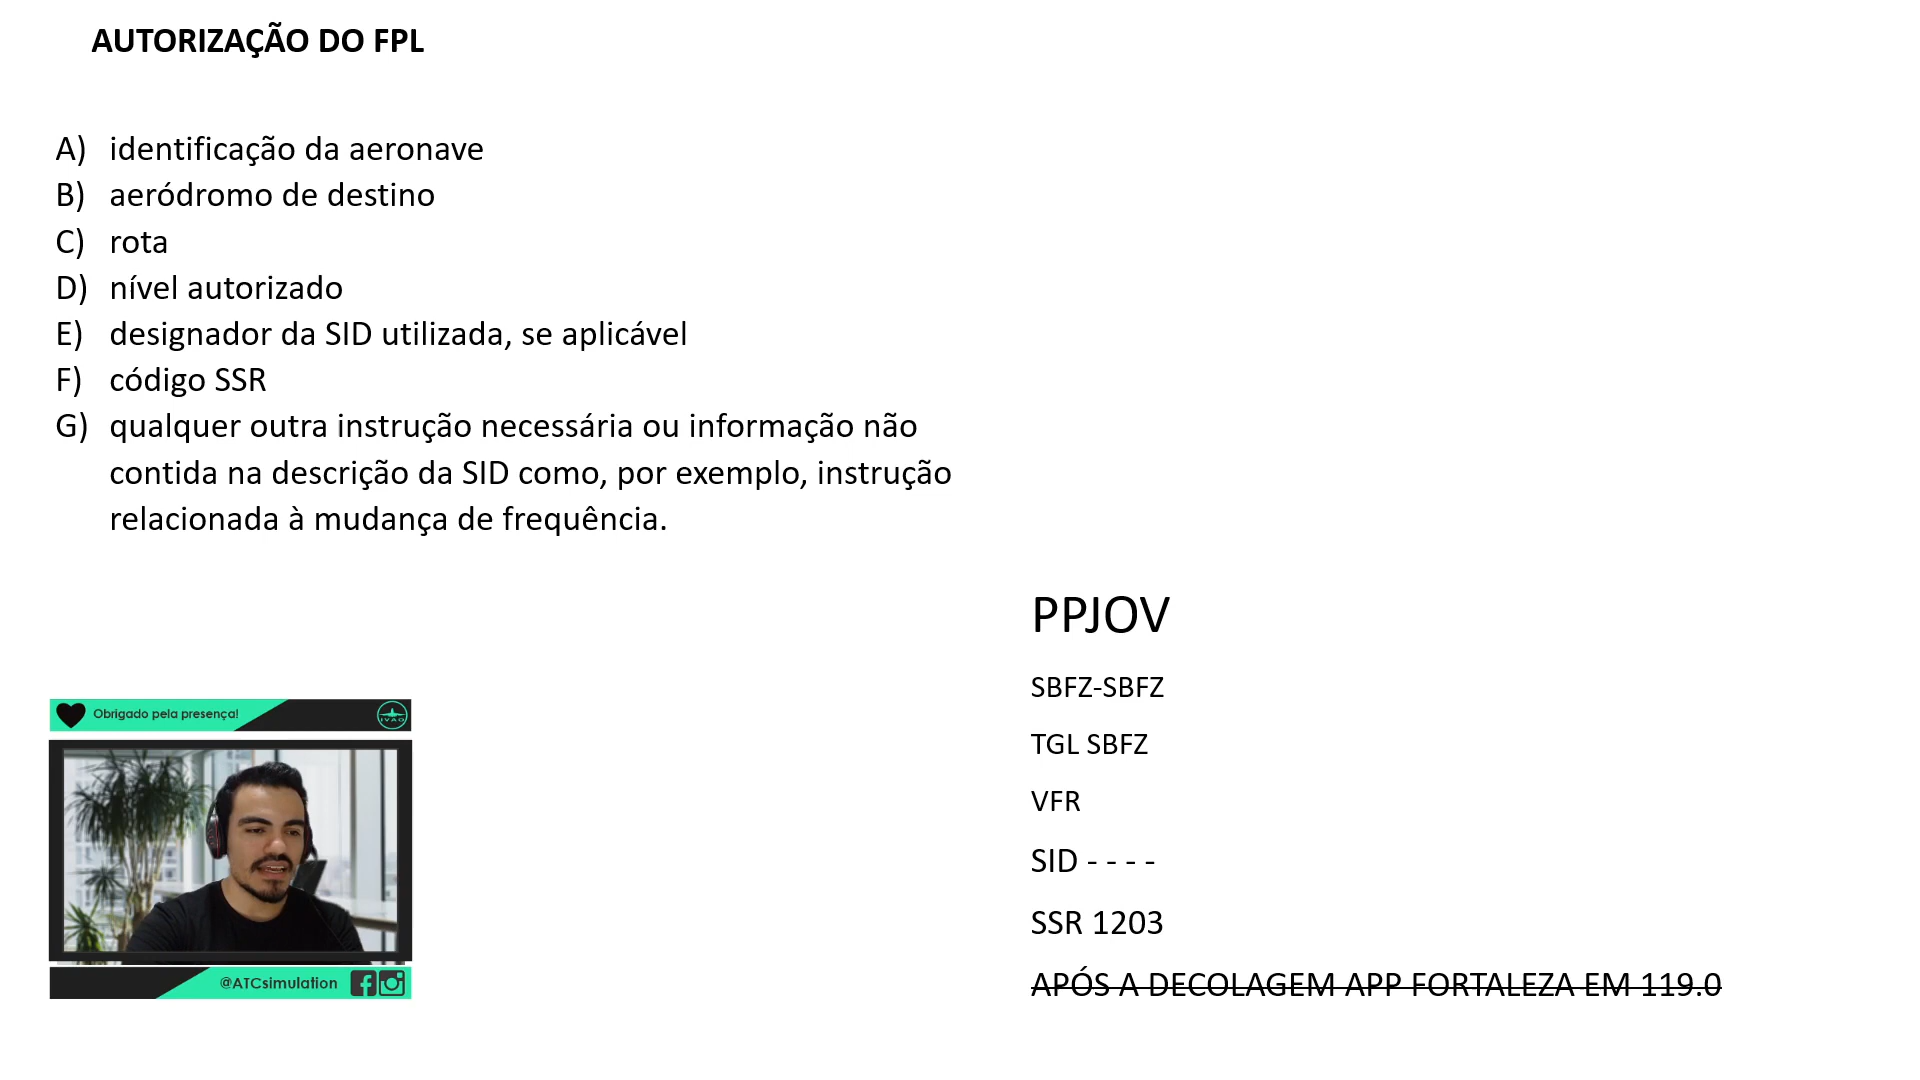 AUTORIZAÇÃO DO FPL
A) identificação da aeronave
B) aeródromo de destino
C) rota
D) nível autorizado
E) designador da SID utilizada, se aplicável
F) código SSR
G) qualquer outra instrução necessária ou informação não
contida na descrição da SID como, por exemplo, instrução
relacionada à mudança de frequência.
PPJOV
SBFZ-SBFZ
TGL SBFZ
VFR
SID - - - -
SSR 1203
APÓS A DECOLAGEM APP FORTALEZA EM 119.0
Obrigado pela presença!
IVAO
@ATCsimulation